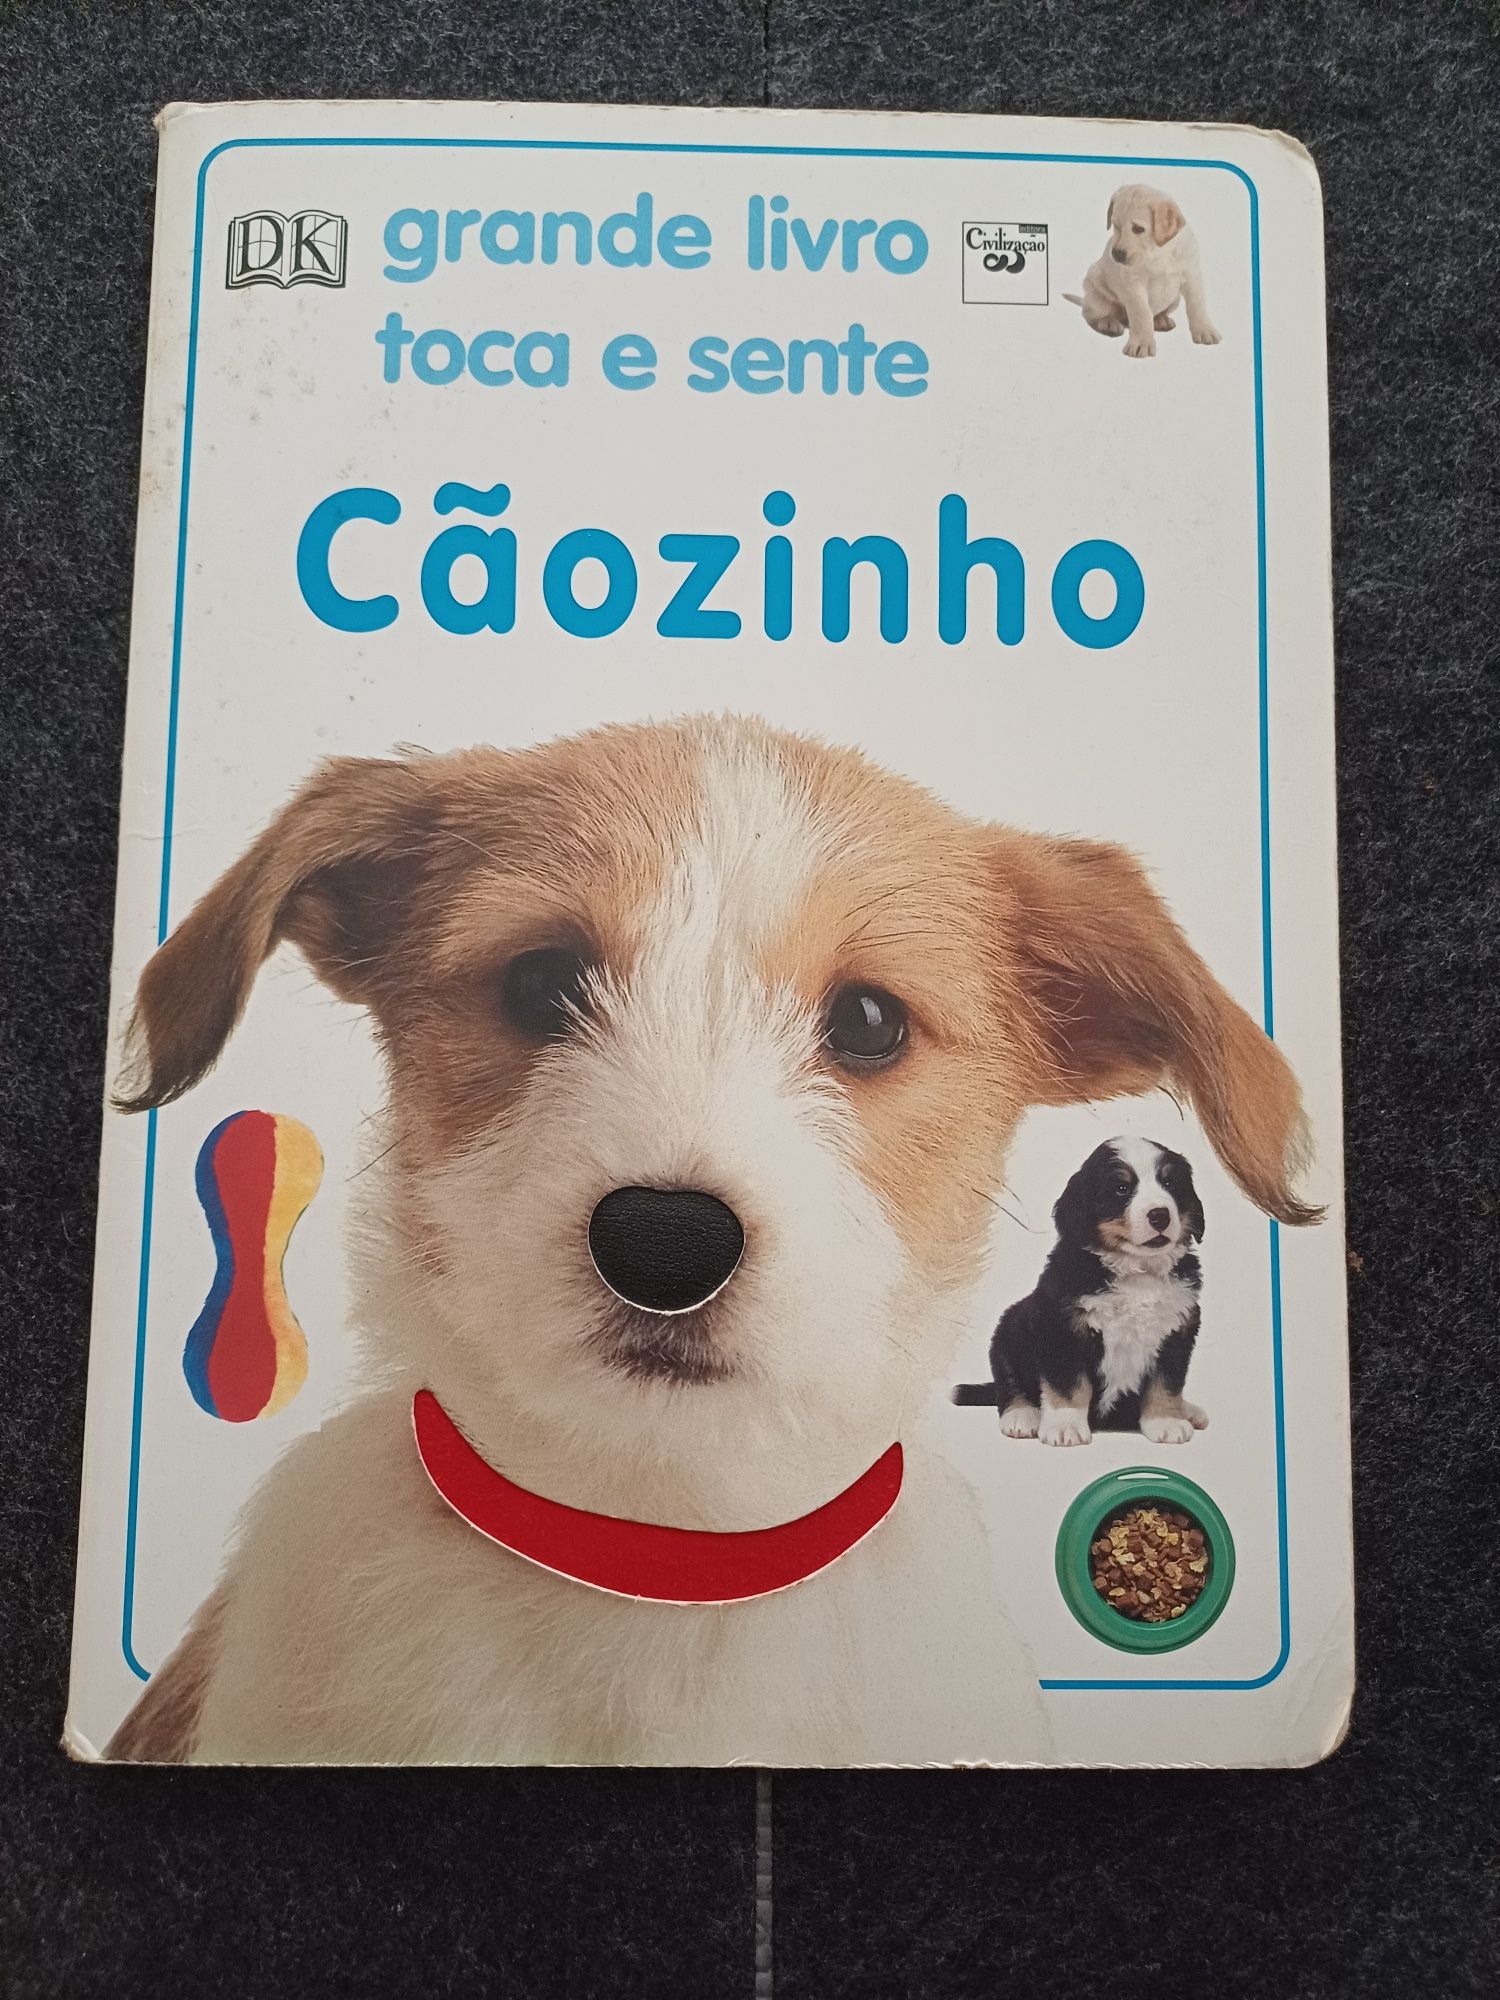 DK
grande livro
toca e sente
editora
Civilização
Cãozinho